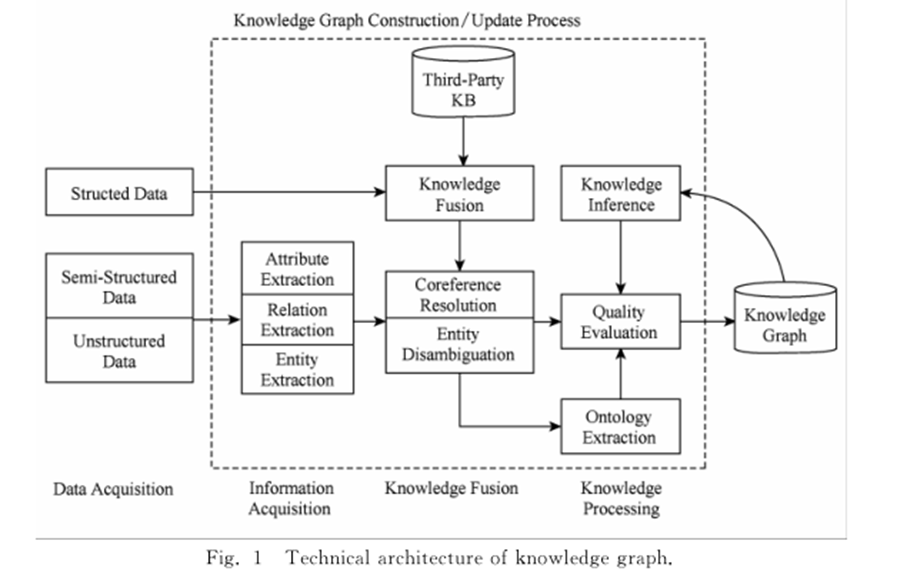 Knowledge Graph Construction/Update Process
Third-Party
KB
Structed Data
Knowledge
Fusion
Knowledge
Inference
Semi-Structured
Data
Unstructured
Data
Attribute
Extraction
Relation
Extraction
Entity
Extraction
Coreference
Resolution
Entity
Disambiguation
Quality
Evaluation
Knowledge
Graph
Ontology
Extraction
Data Acquisition
Information
Acquisition
Knowledge Fusion
Knowledge
Processing
Fig. 1 Technical architecture of knowledge graph.